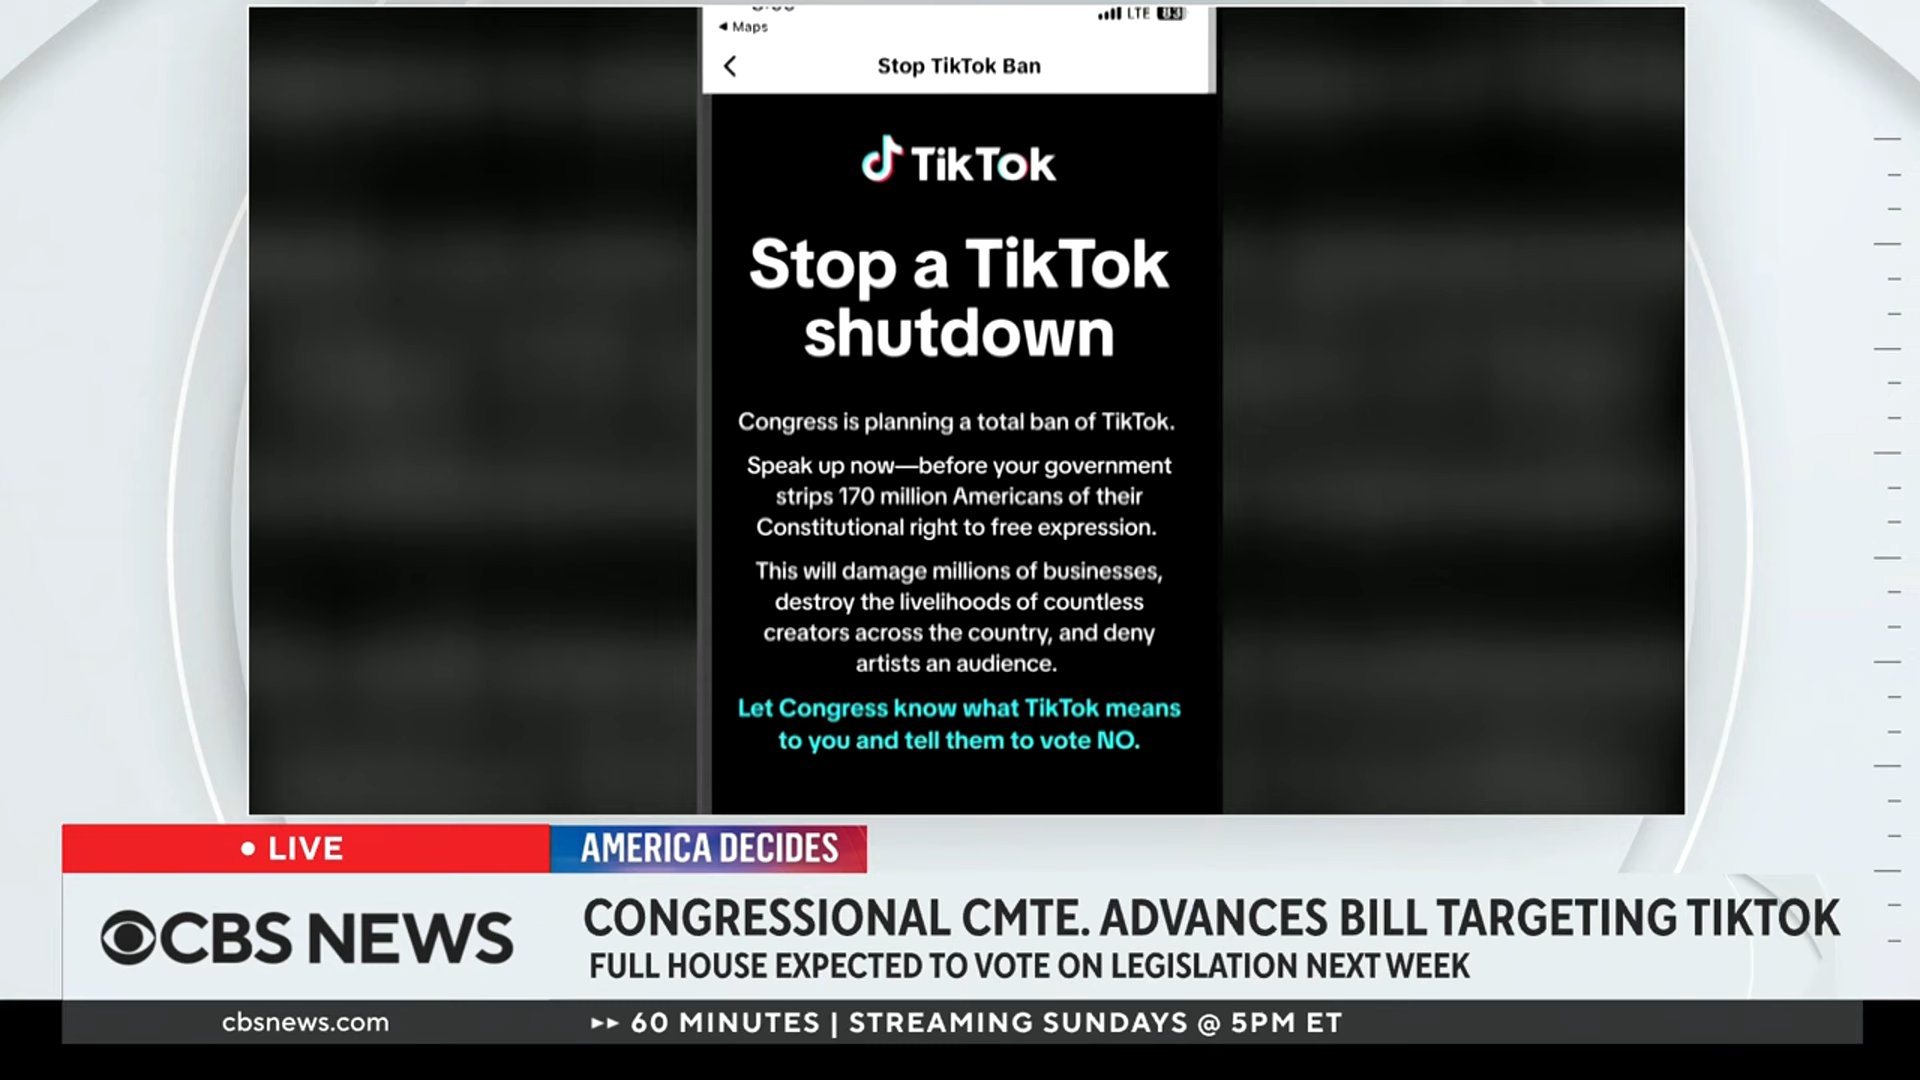 Maps
LTE 83
Stop TikTok Ban
TikTok
Stop a TikTok
shutdown
Congress is planning a total ban of TikTok.
Speak up now—before your government
strips 170 million Americans of their
Constitutional right to free expression.
This will damage millions of businesses,
destroy the livelihoods of countless
creators across the country, and deny
artists an audience.
Let Congress know what TikTok means
to you and tell them to vote NO.
LIVE
AMERICA DECIDES
CBS NEWS
CONGRESSIONAL CMTE. ADVANCES BILL TARGETING TIKTOK
FULL HOUSE EXPECTED TO VOTE ON LEGISLATION NEXT WEEK
cbsnews.com
60 MINUTES | STREAMING SUNDAYS @ 5PM ET